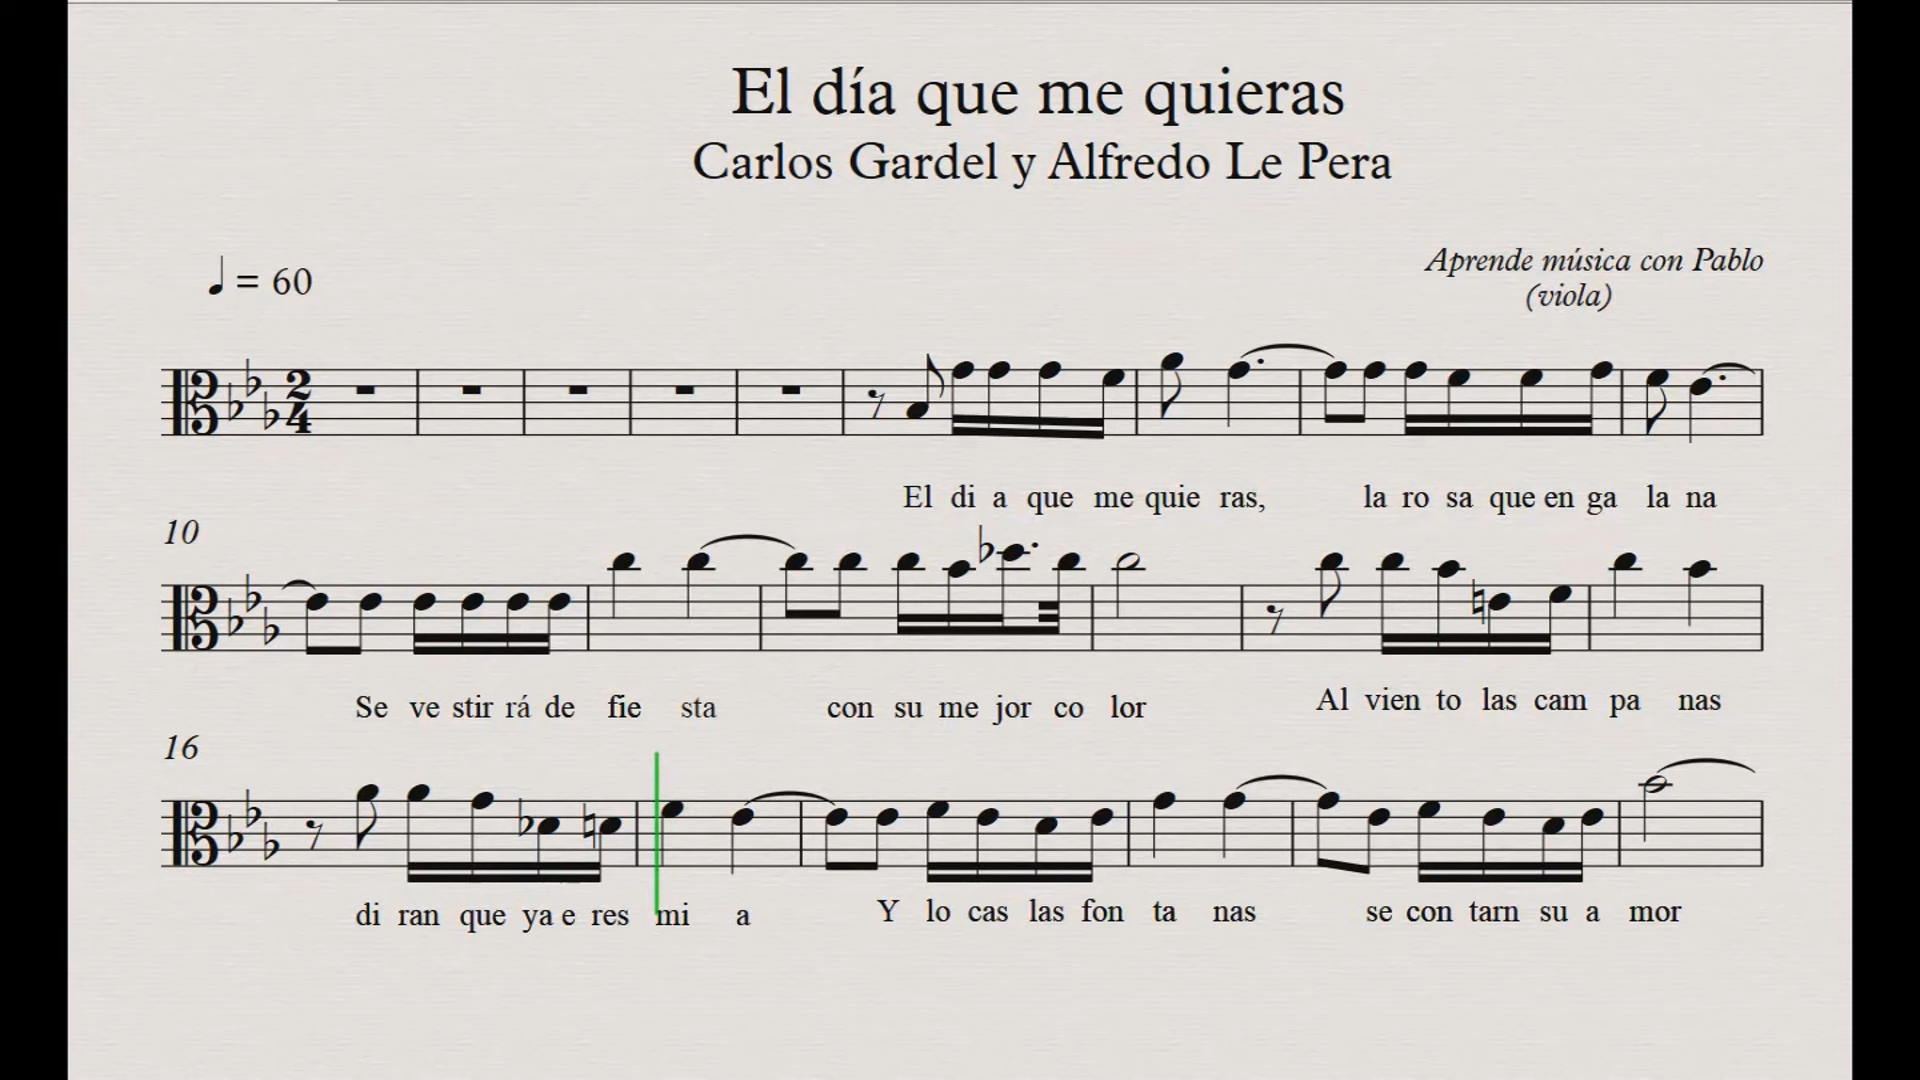 El día que me quieras
Carlos Gardel y Alfredo Le Pera
Aprende música con Pablo
(viola)
= 60
2
4
El di a que me quie ras, la ro sa que en ga la na
10
Se ve stir rá de fie sta con su me jor co lor Al vien to las cam pa nas
16
di ran que ya e res mi a Y lo cas las fon ta nas se con tarn su a mor